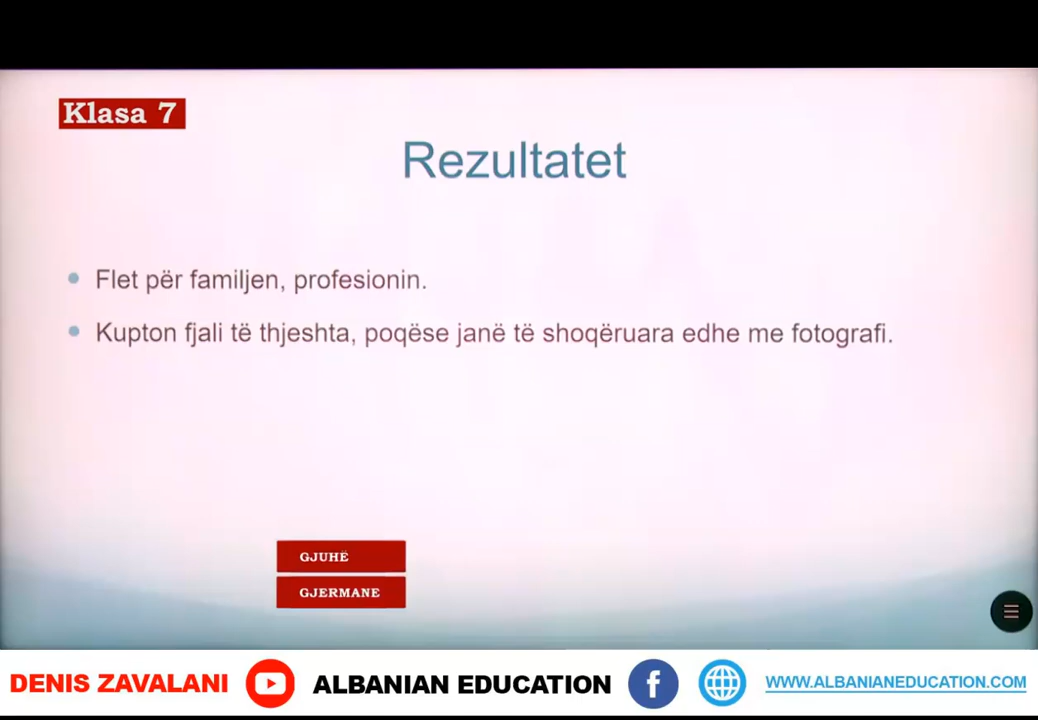 Klasa 7
Rezultatet
Flet për familjen, profesionin.
Kupton fjali të thjeshta, poqëse janë të shoqëruara edhe me fotografi.
GJUHË
GJERMANE
DENIS ZAVALANI
ALBANIAN EDUCATION
WWW.ALBANIANEDUCATION.COM